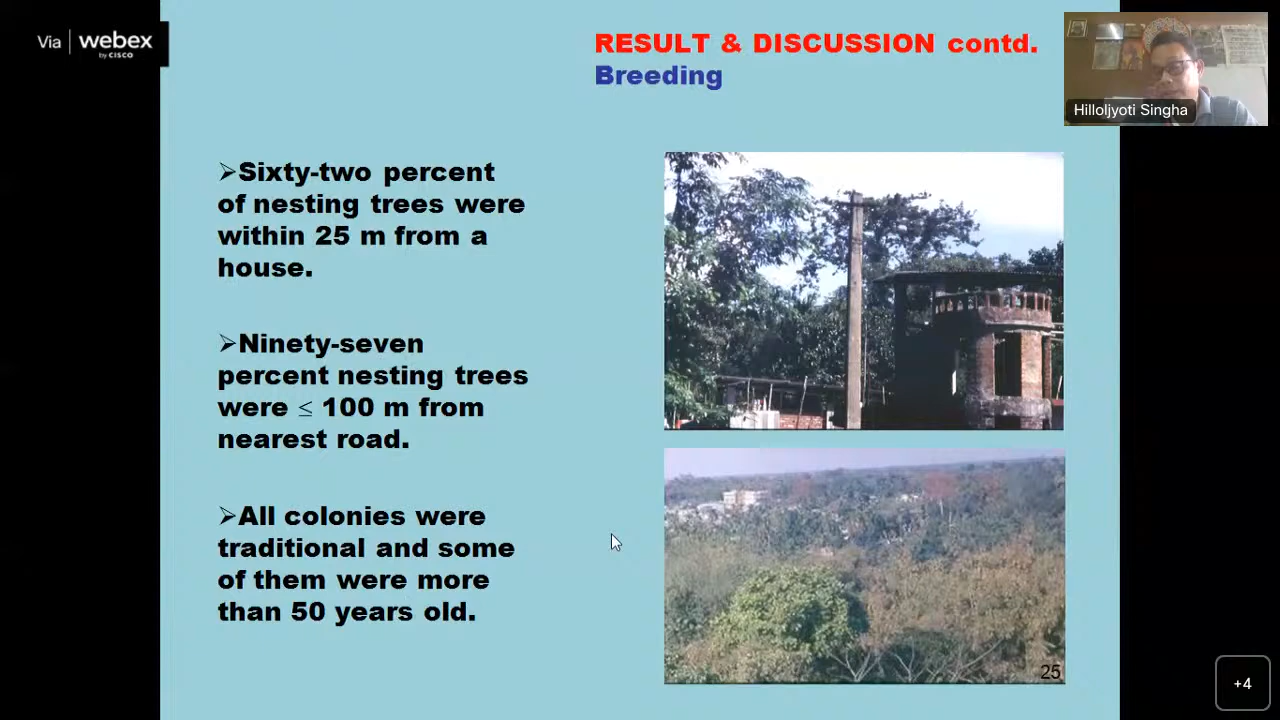 Via | webex
by CISCO
RESULT & DISCUSSION contd.
Breeding
Hilloljyoti Singha
➢Sixty-two percent
of nesting trees were
within 25 m from a
house.
➢Ninety-seven
percent nesting trees
were ≤ 100 m from
nearest road.
➢All colonies were
traditional and some
of them were more
than 50 years old.
25
+4